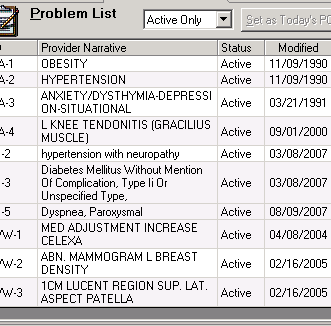 Problem List
Active Only
Set as Today's PO
Provider Narrative Status Modified
A-1 OBESITY Active 11/09/1990
A-2 HYPERTENSION Active 11/09/1990
A-3 ANXIETY/DYSTHYMIA-DEPRESSI
ON-SITUATIONAL Active 03/21/1991
A-4 L KNEE TENDONITIS (GRACILIUS
MUSCLE) Active 09/01/2000
-2 hypertension with neuropathy Active 03/08/2007
-3 Diabetes Mellitus Without Mention
Of Complication, Type Ii Or
Unspecified Type, Active 03/08/2007
-5 Dyspnea, Paroxysmal Active 08/09/2007
W-1 MED ADJUSTMENT INCREASE
CELEXA Active 04/08/2004
W-2 ABN. MAMMOGRAM L BREAST
DENSITY Active 02/16/2005
W-3 1CM LUCENT REGION SUP. LAT.
ASPECT PATELLA Active 02/16/2005